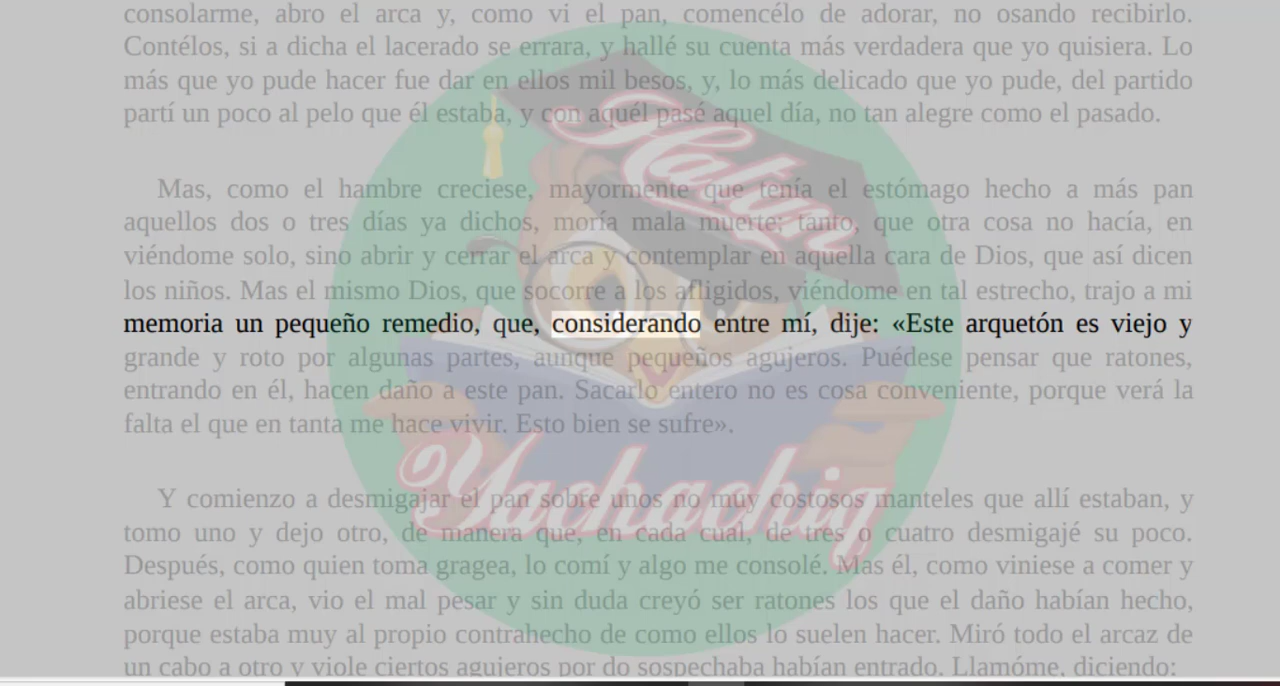 consolarme, abro el arca y, como vi el pan, comencélo de adorar, no osando recibirlo.
Contélos, si a dicha el lacerado se errara, y hallé su cuenta más verdadera que yo quisiera. Lo
más que yo pude hacer fue dar en ellos mil besos, y, lo más delicado que yo pude, del partido
partí un poco al pelo que él estaba, y con aquél pasé aquel día, no tan alegre como el pasado.
Mas, como el hambre creciese, mayormente que tenía el estómago hecho a más pan
aquellos dos o tres días ya dichos, moría mala muerte; tanto, que otra cosa no hacía, en
viéndome solo, sino abrir y cerrar el arca y contemplar en aquella cara de Dios, que así dicen
los niños. Mas el mismo Dios, que socorre a los afligidos, viéndome en tal estrecho, trajo a mi
memoria un pequeño remedio, que, considerando entre mí, dije: «Este arquetón es viejo y
grande y roto por algunas partes, aunque pequeños agujeros. Puédese pensar que ratones,
entrando en él, hacen daño a este pan. Sacarlo entero no es cosa conveniente, porque verá la
falta el que en tanta me hace vivir. Esto bien se sufre».
Y comienzo a desmigajar el pan sobre unos no muy costosos manteles que allí estaban, y
tomo uno y dejo otro, de manera que, en cada cual, de tres o cuatro desmigajé su poco.
Después, como quien toma gragea, lo comí y algo me consolé. Mas él, como viniese a comer y
abriese el arca, vio el mal pesar y sin duda creyó ser ratones los que el daño habían hecho,
porque estaba muy al propio contrahecho de como ellos lo suelen hacer. Miró todo el arcaz de
un cabo a otro y viole ciertos agujeros por do sospechaba habían entrado. Llamóme, diciendo:
Hatun
Yachachiq